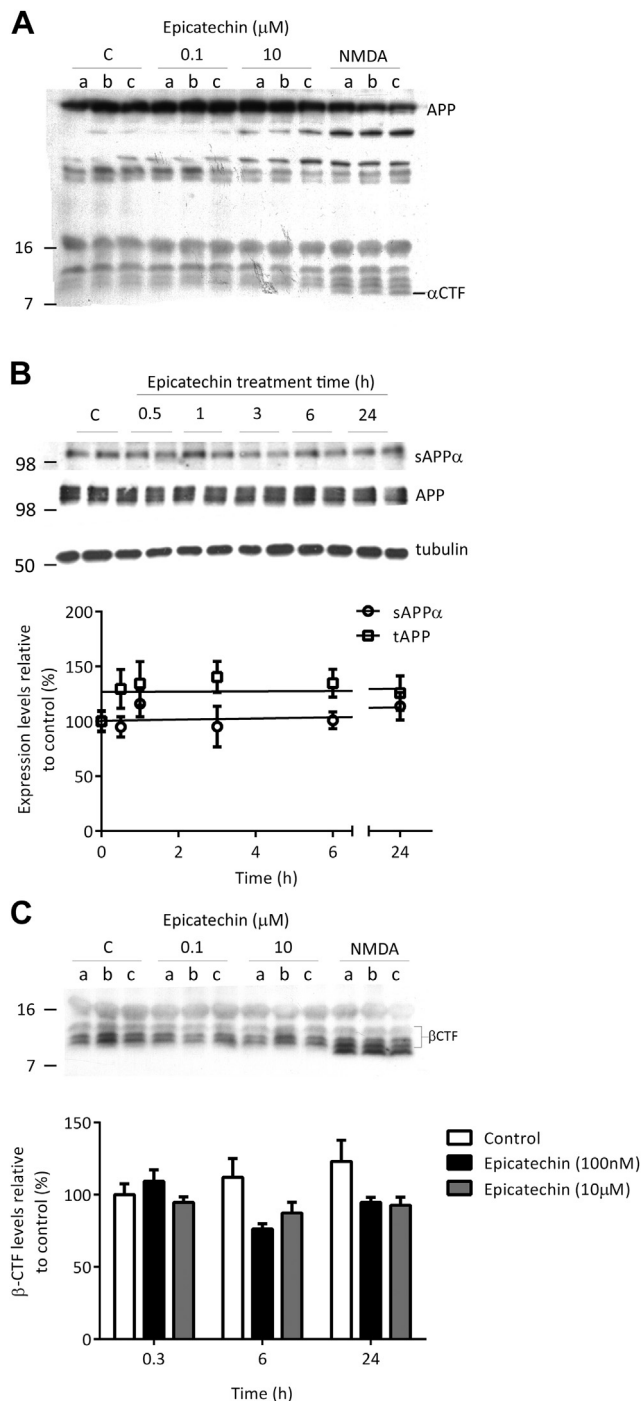 A
Epicatechin (μM)
C 0.1 10 NMDA
a b c a b c a b c a b c
APP
16
7
αCTF
B
Epicatechin treatment time (h)
C 0.5 1 3 6 24
98
sAPPα
98
APP
50
tubulin
sAPPα
tAPP
Expression levels relative
to control (%)
200
150
100
50
0
0 2 4 6 24
Time (h)
C
Epicatechin (μM)
C 0.1 10 NMDA
a b c a b c a b c a b c
16
βCTF
7
β-CTF levels relative
to control (%)
150
100
50
0
0.3 6 24
Time (h)
Control
Epicatechin (100nM)
Epicatechin (10μM)